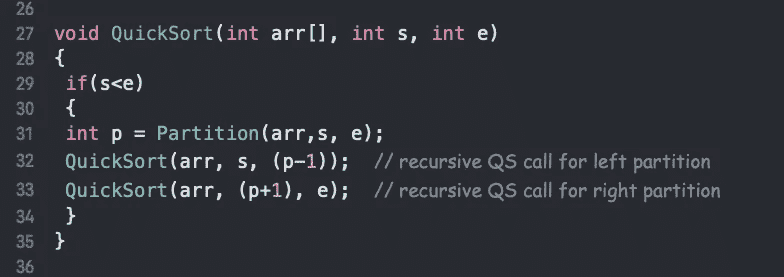 26
27 void QuickSort(int arr[], int s, int e)
28 {
29 if(s<e)
30 {
31 int p = Partition(arr,s, e);
32 QuickSort(arr, s, (p-1)); // recursive QS call for left partition
33 QuickSort(arr, (p+1), e); // recursive QS call for right partition
34 }
35 }
36